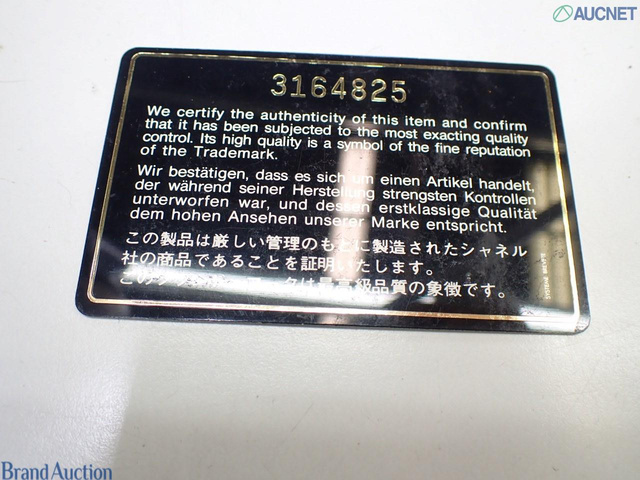 AUCNET
3164825
We certify the authenticity of this item and confirm
that it has been subjected to the most exacting quality
control. Its high quality is a symbol of the fine reputation
of the Trademark.
Wir bestätigen, dass es sich um einen Artikel handelt,
der während seiner Herstellung strengsten Kontrollen
unterworfen war, und dessen erstklassige Qualität
dem hohen Ansehen unserer Marke entspricht.
この製品は厳しい管理のもとに製造されたシャネル
社の商品であることを証明いたします。
は最高級品質の象徴です。
Brand Auction